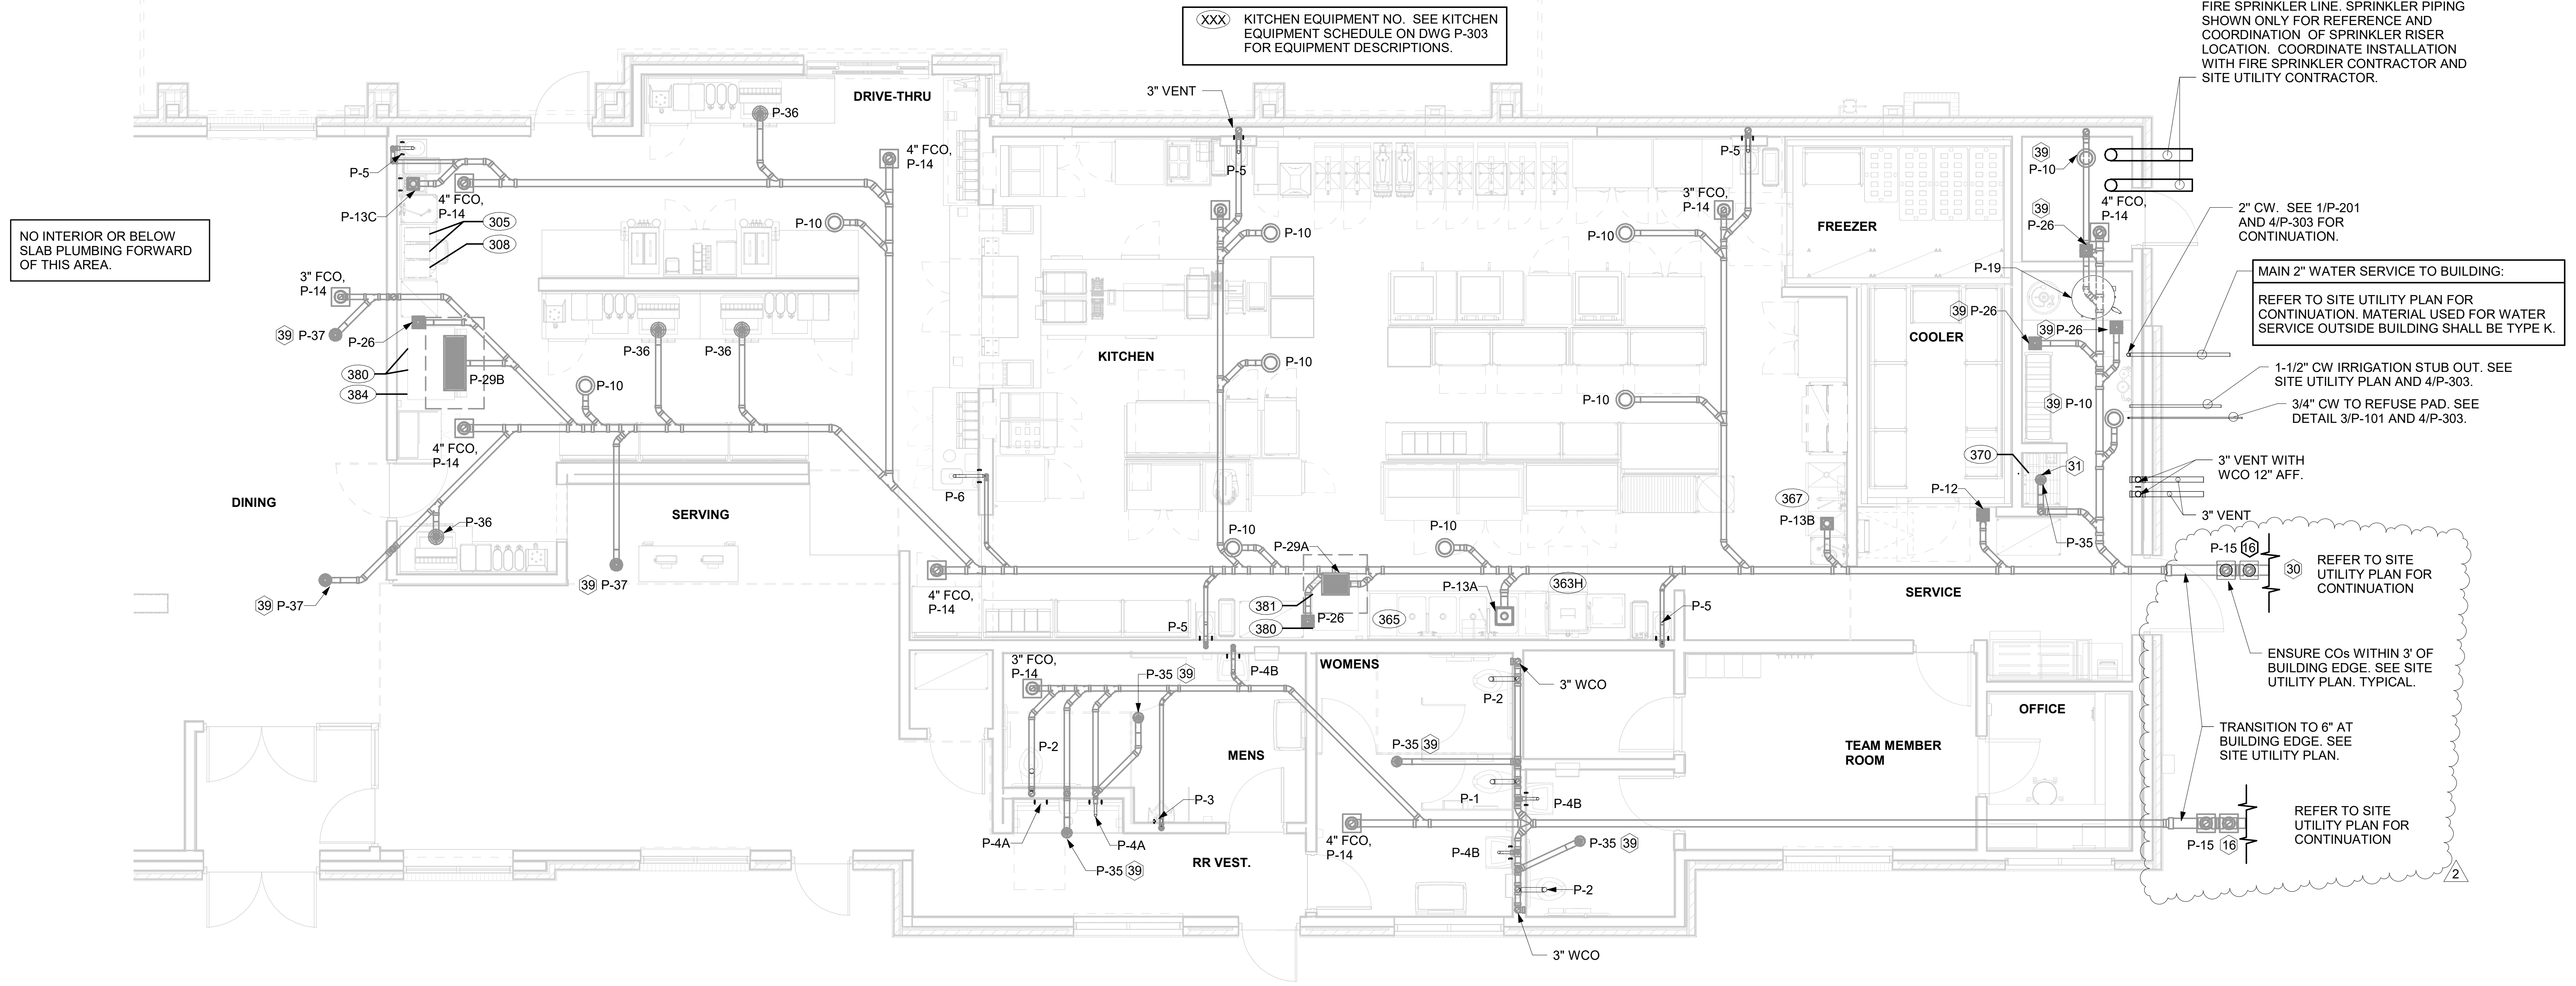 XXX KITCHEN EQUIPMENT NO. SEE KITCHEN
EQUIPMENT SCHEDULE ON DWG P-303
FOR EQUIPMENT DESCRIPTIONS.
FIRE SPRINKLER LINE. SPRINKLER PIPING
SHOWN ONLY FOR REFERENCE AND
COORDINATION OF SPRINKLER RISER
LOCATION. COORDINATE INSTALLATION
WITH FIRE SPRINKLER CONTRACTOR AND
SITE UTILITY CONTRACTOR.
NO INTERIOR OR BELOW
SLAB PLUMBING FORWARD
OF THIS AREA.
DRIVE-THRU
P-36
4" FCO,
P-14
P-5
P-13C
4" FCO,
P-14
305
308
P-10
3" FCO,
P-14
39 P-37
P-26
380
384
P-29B
P-36
P-36
P-10
4" FCO,
P-14
DINING
P-36
SERVING
39 P-37
39 P-37
3" VENT
P-5
P-10
KITCHEN
P-10
P-6
P-10
P-29A
4" FCO,
P-14
P-5
381
380
P-26
365
P-10
P-13A
363H
P-5
P-5
3" FCO,
P-14
P-10
P-10
367
P-13B
FREEZER
COOLER
39
P-10
39
P-26
4" FCO,
P-14
P-19
39 P-26
39 P-26
39 P-10
370
31
P-12
P-35
SERVICE
2" CW. SEE 1/P-201
AND 4/P-303 FOR
CONTINUATION.
MAIN 2" WATER SERVICE TO BUILDING:
REFER TO SITE UTILITY PLAN FOR
CONTINUATION. MATERIAL USED FOR WATER
SERVICE OUTSIDE BUILDING SHALL BE TYPE K.
1-1/2" CW IRRIGATION STUB OUT. SEE
SITE UTILITY PLAN AND 4/P-303.
3/4" CW TO REFUSE PAD. SEE
DETAIL 3/P-101 AND 4/P-303.
3" VENT WITH
WCO 12" AFF.
3" VENT
P-15 16
30
REFER TO SITE
UTILITY PLAN FOR
CONTINUATION
ENSURE COs WITHIN 3' OF
BUILDING EDGE. SEE SITE
UTILITY PLAN. TYPICAL.
TRANSITION TO 6" AT
BUILDING EDGE. SEE
SITE UTILITY PLAN.
REFER TO SITE
UTILITY PLAN FOR
CONTINUATION
P-15 16
2
3" FCO,
P-14
P-35 39
P-4B
P-2
MENS
P-3
P-4A
P-4A
P-35 39
RR VEST.
WOMENS
P-2
3" WCO
P-35 39
P-1
P-4B
4" FCO,
P-14
P-4B
P-35 39
P-2
3" WCO
TEAM MEMBER
ROOM
OFFICE